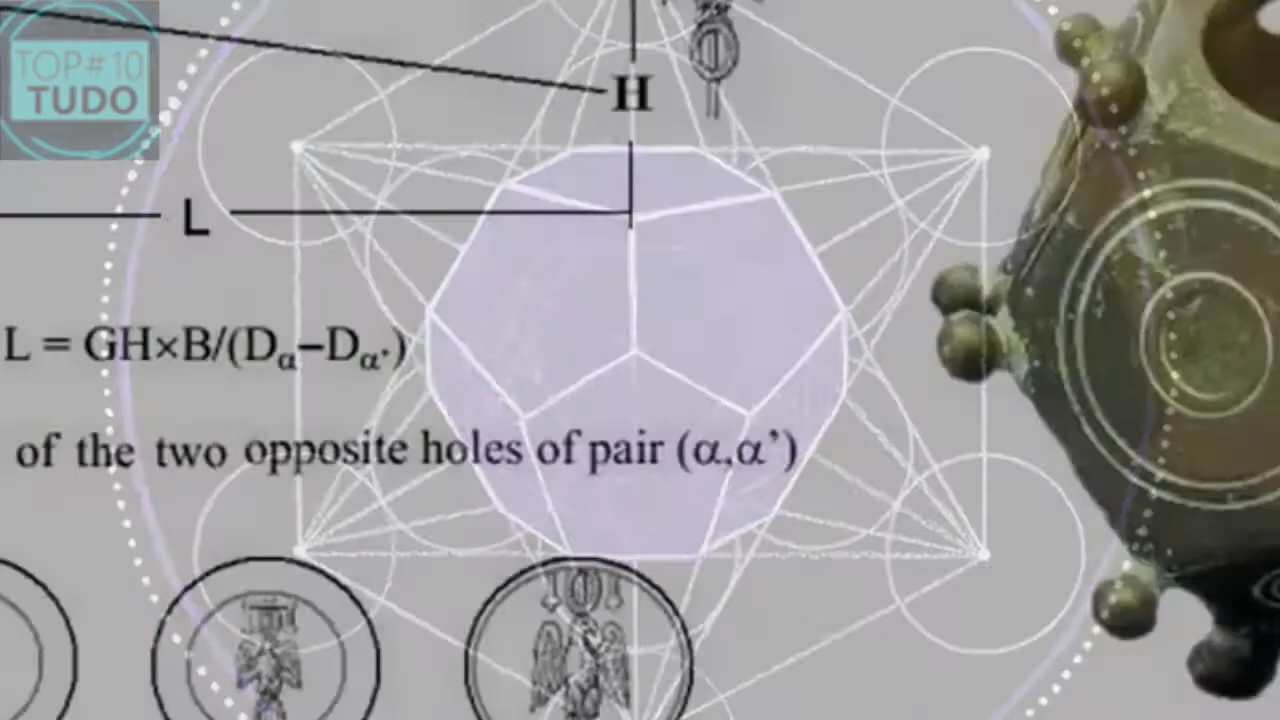 TOP#10
TUDO
H
L
L = GH×B/(Dα–Dα’)
of the two opposite holes of pair (α,α’)